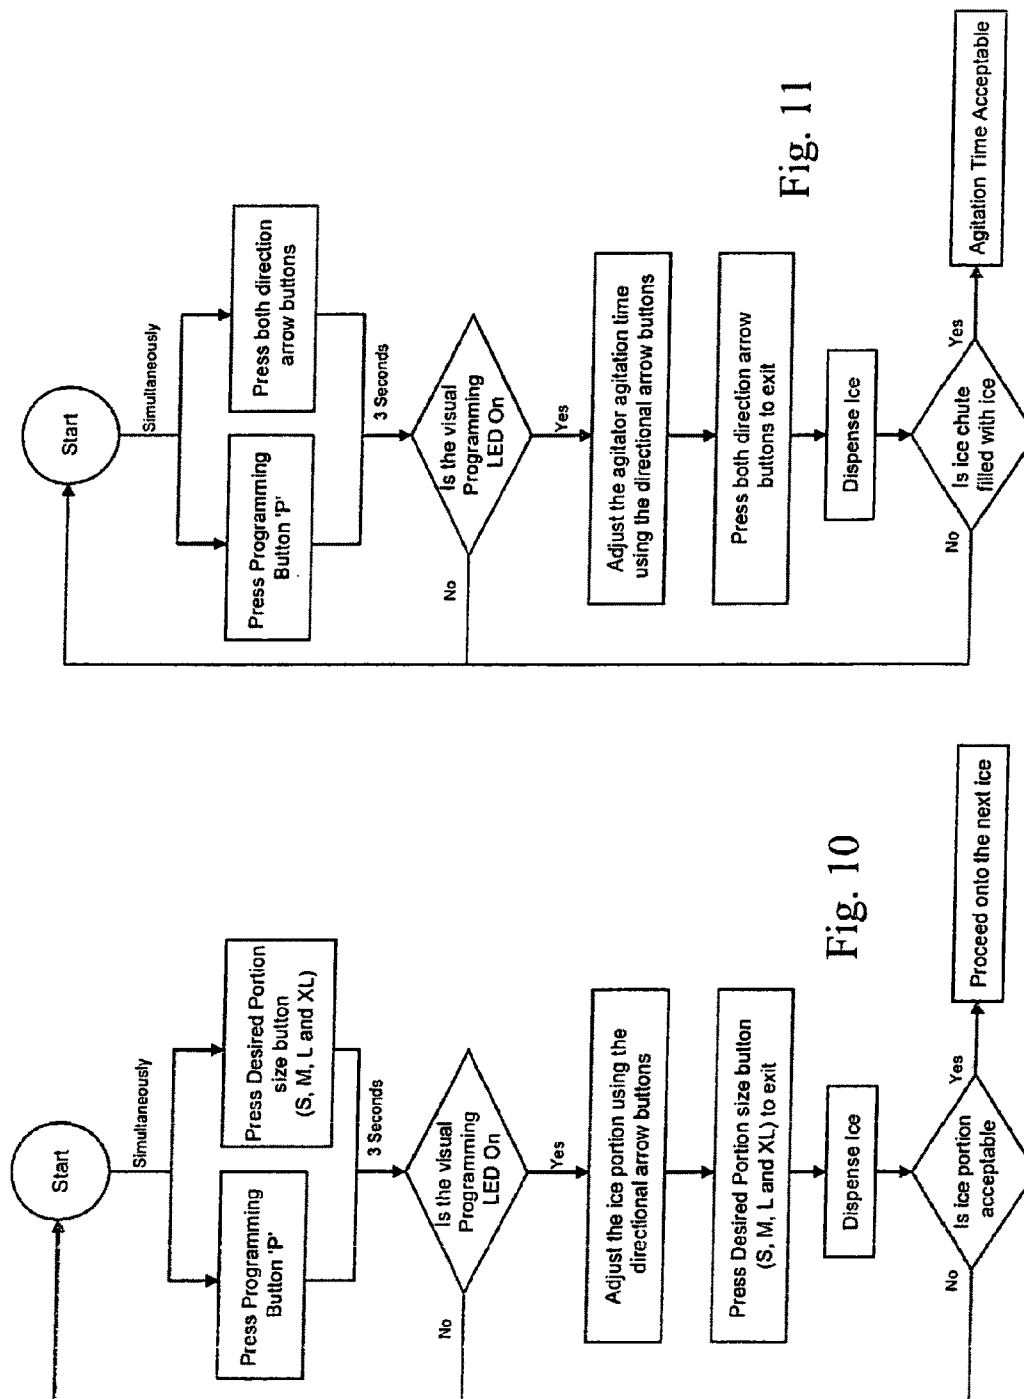 Start
Simultaneously
Press Programming
Button 'P'
Press Desired Portion
size button
(S, M, L and XL)
3 Seconds
Is the visual
Programming
LED On
No
Yes
Adjust the ice portion using the
directional arrow buttons
Press Desired Portion size button
(S, M, L and XL) to exit
Dispense Ice
Is ice portion
acceptable
No
Yes
Proceed onto the next ice
Fig. 10
Start
Simultaneously
Press Programming
Button 'P'
Press both direction
arrow buttons
3 Seconds
Is the visual
Programming
LED On
No
Yes
Adjust the agitator agitation time
using the directional arrow buttons
Press both direction arrow
buttons to exit
Dispense Ice
Is ice chute
filled with ice
No
Yes
Agitation Time Acceptable
Fig. 11